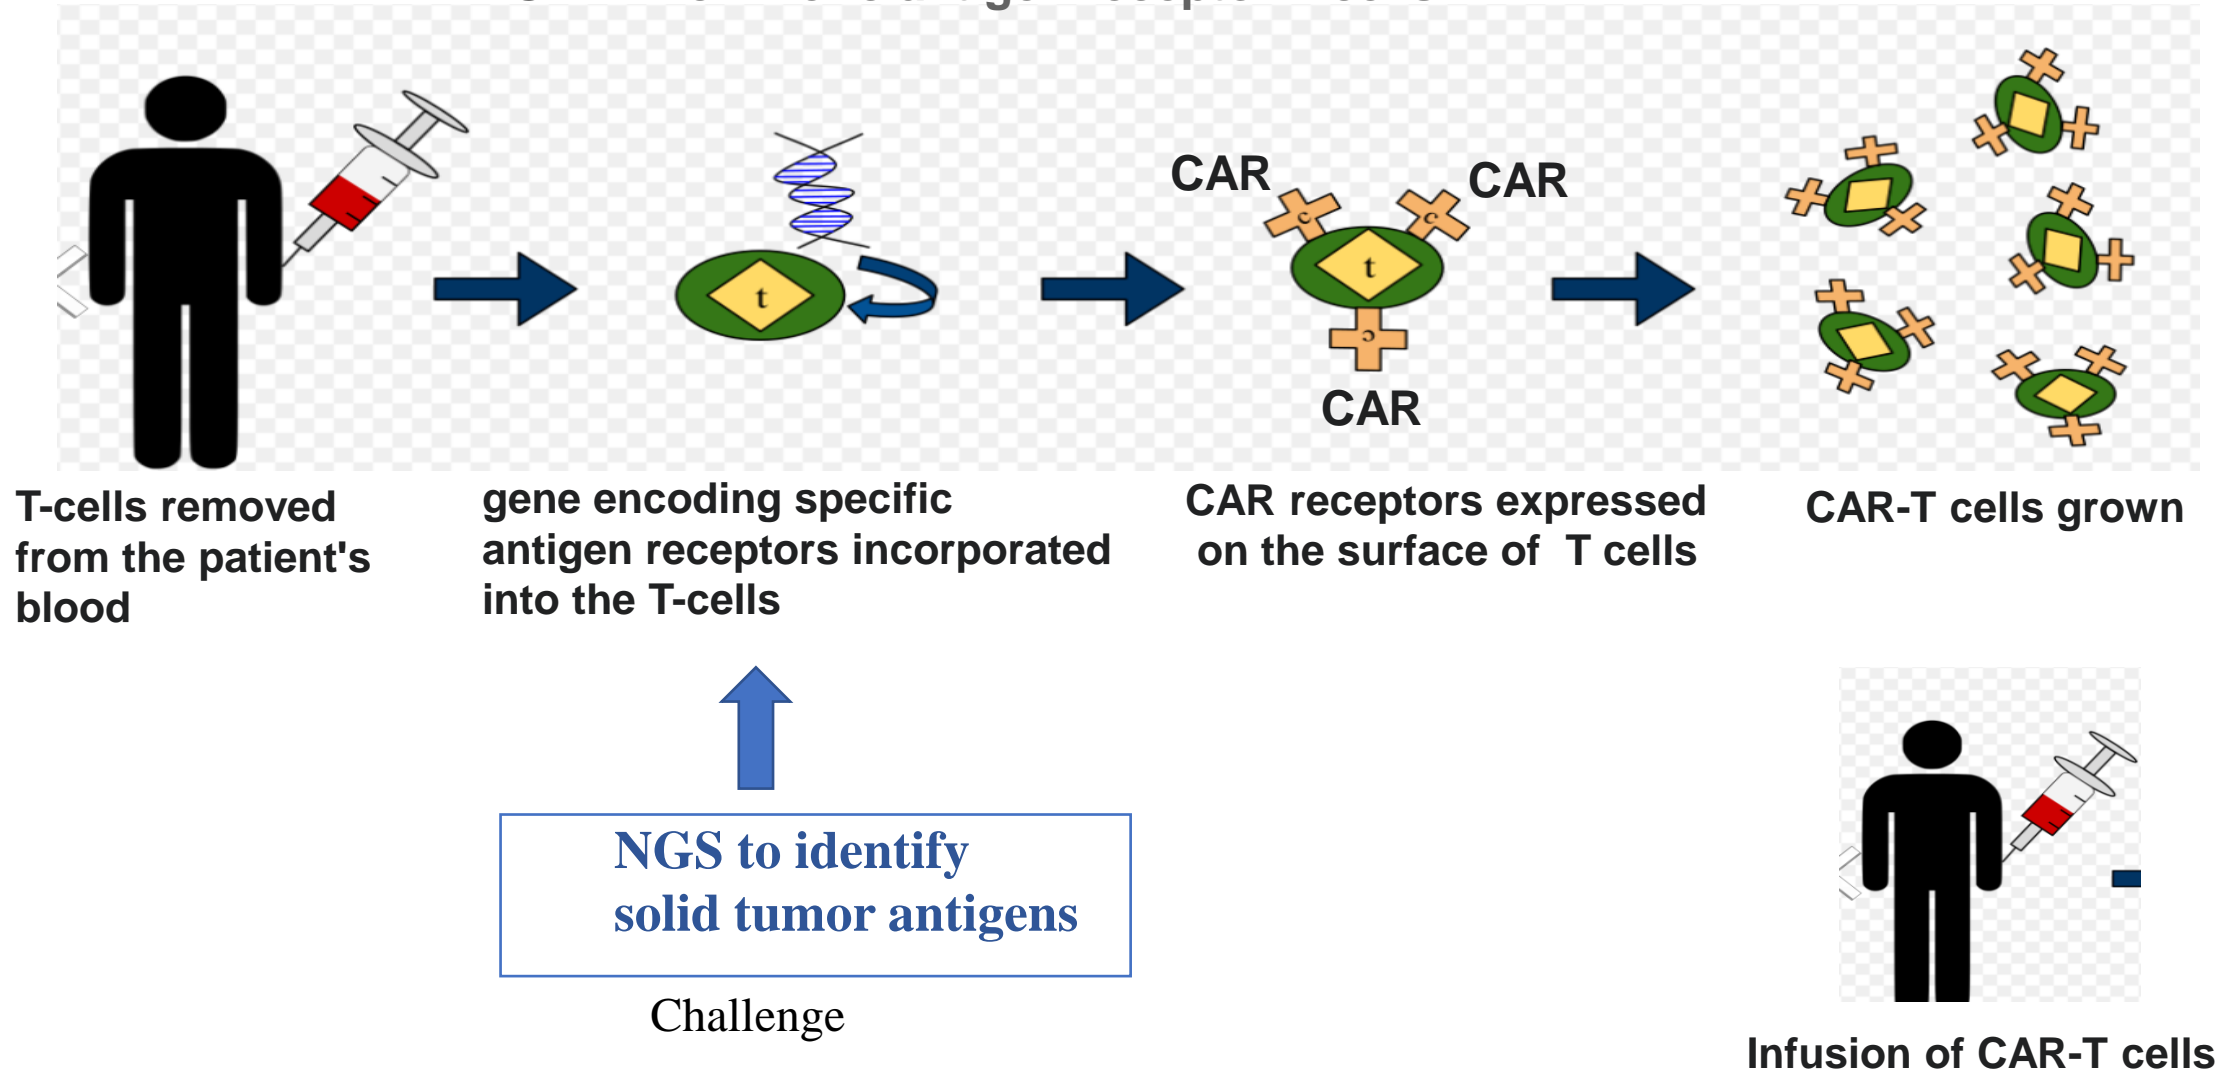 CAR
CAR
t
c
c
t
c
CAR
T-cells removed
from the patient's
blood
gene encoding specific
antigen receptors incorporated
into the T-cells
CAR receptors expressed
on the surface of T cells
CAR-T cells grown
NGS to identify
solid tumor antigens
Challenge
Infusion of CAR-T cells